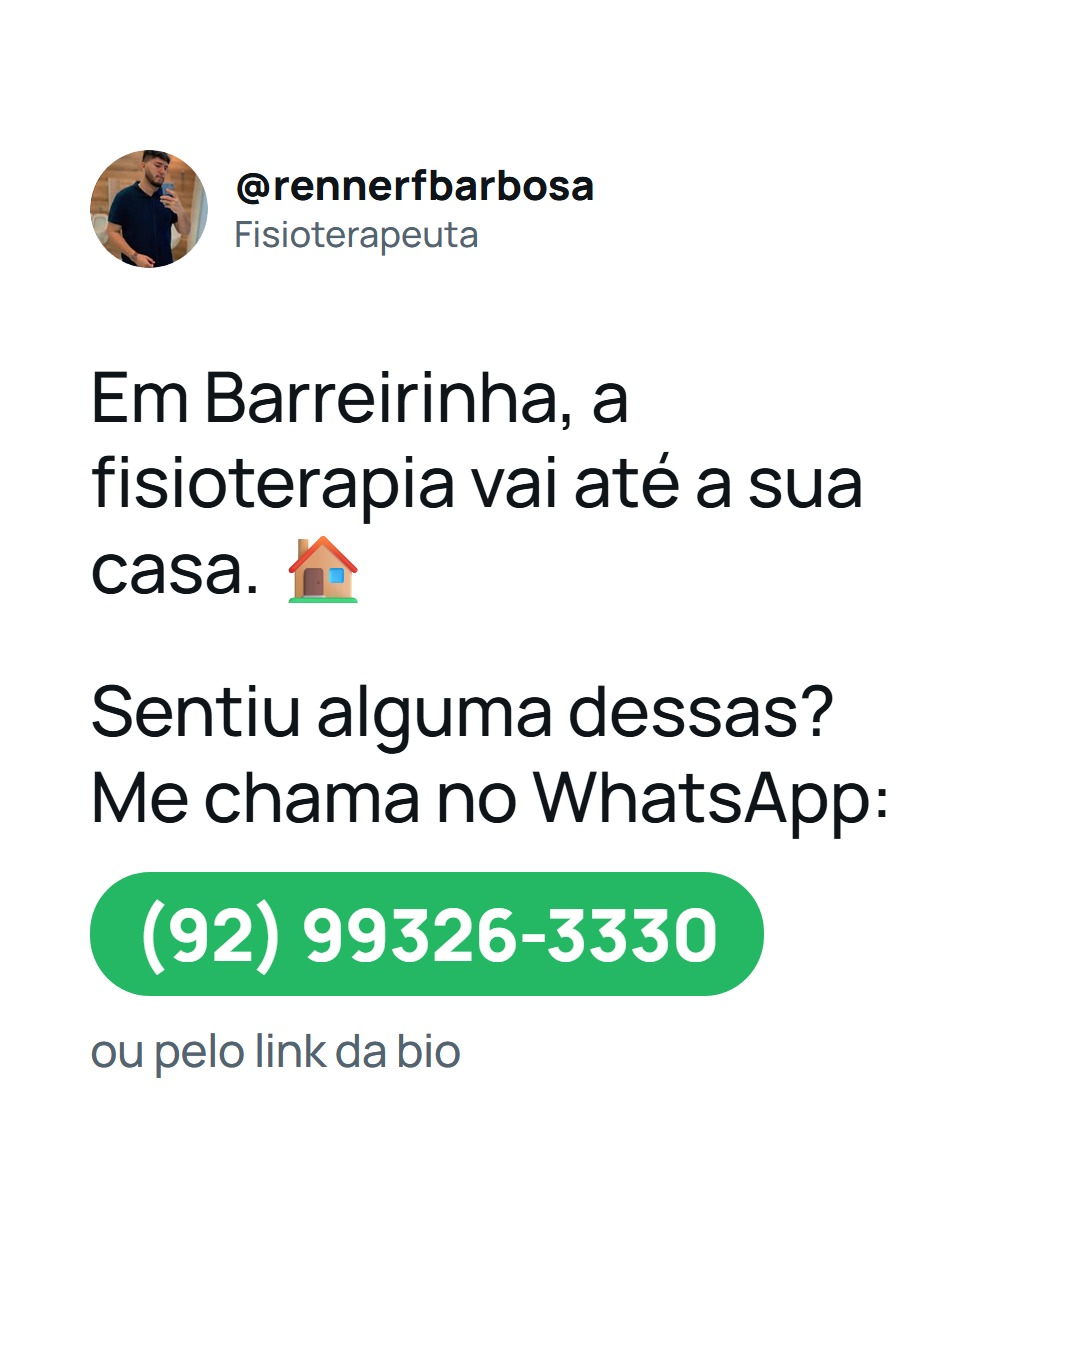 @rennerfbarbosa
Fisioterapeuta
Em Barreirinha, a
fisioterapia vai até a sua
casa. 🏠
Sentiu alguma dessas?
Me chama no WhatsApp:
(92) 99326-3330
ou pelo link da bio